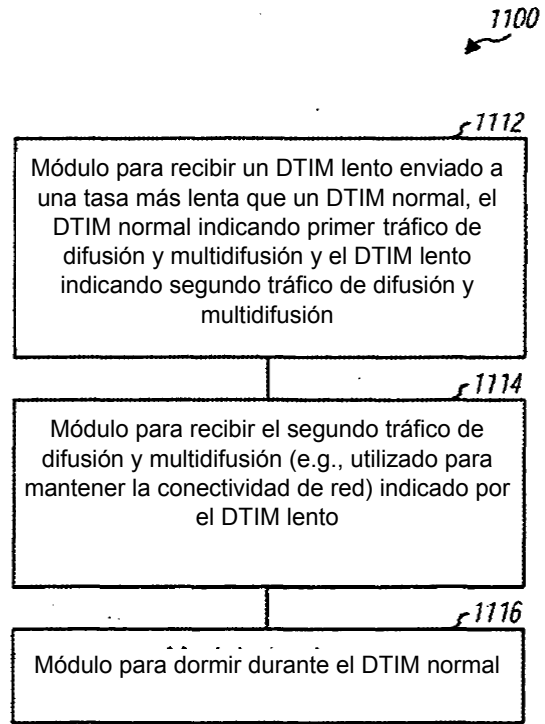 1100
1112
Módulo para recibir un DTIM lento enviado a
una tasa más lenta que un DTIM normal, el
DTIM normal indicando primer tráfico de
difusión y multidifusión y el DTIM lento
indicando segundo tráfico de difusión y
multidifusión
1114
Módulo para recibir el segundo tráfico de
difusión y multidifusión (e.g., utilizado para
mantener la conectividad de red) indicado por
el DTIM lento
1116
Módulo para dormir durante el DTIM normal